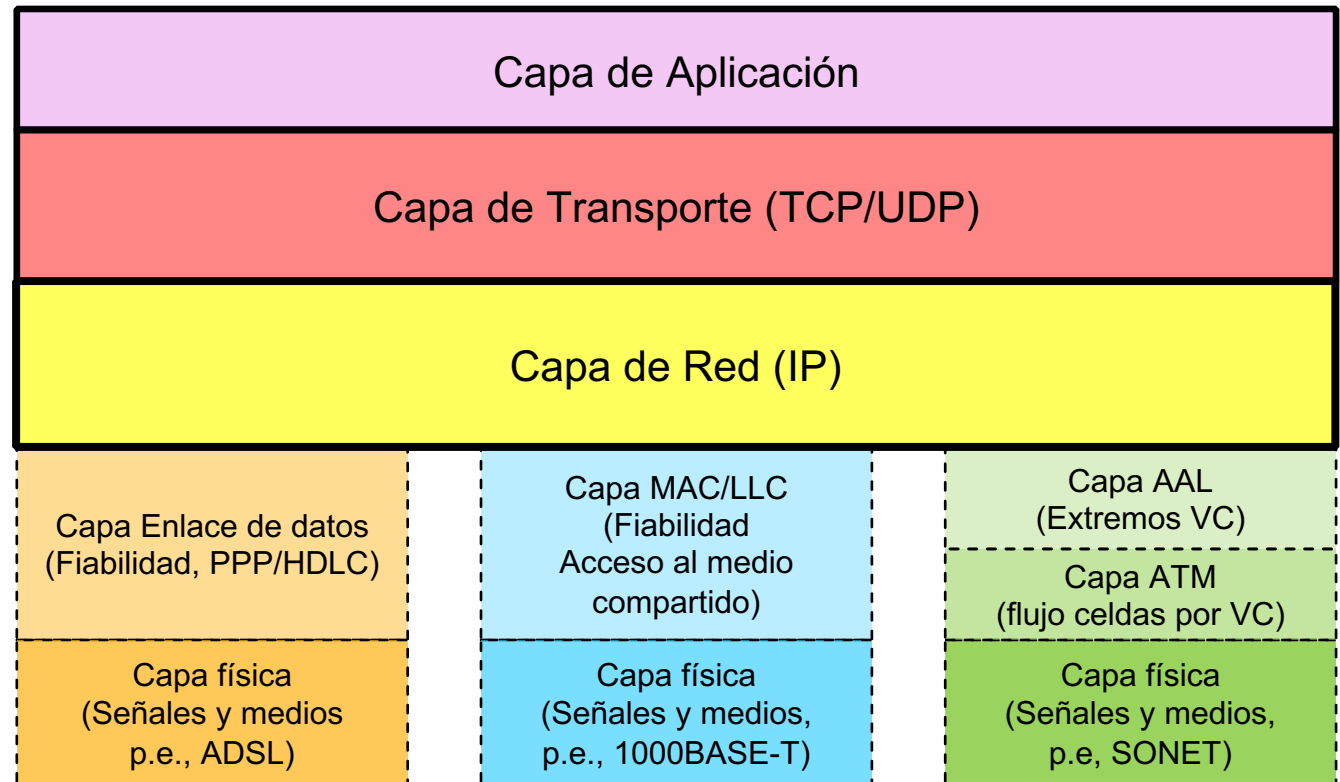 Capa de Aplicación
Capa de Transporte (TCP/UDP)
Capa de Red (IP)
Capa Enlace de datos
(Fiabilidad, PPP/HDLC)
Capa física
(Señales y medios
p.e., ADSL)
Capa MAC/LLC
(Fiabilidad
Acceso al medio
compartido)
Capa física
(Señales y medios,
p.e., 1000BASE-T)
Capa AAL
(Extremos VC)
Capa ATM
(flujo celdas por VC)
Capa física
(Señales y medios,
p.e, SONET)